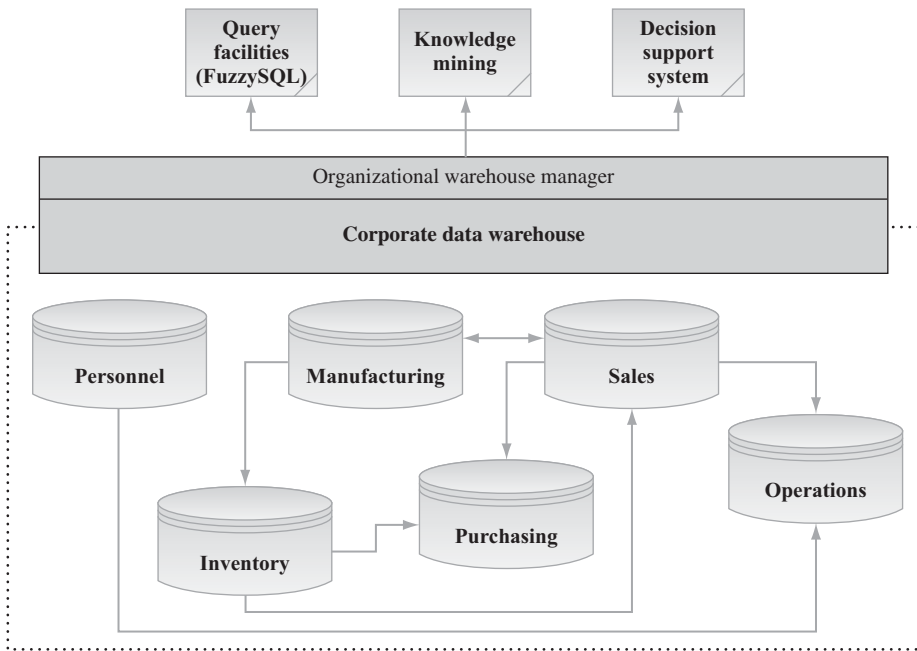 Query
facilities
(FuzzySQL)
Knowledge
mining
Decision
support
system
Organizational warehouse manager
Corporate data warehouse
Personnel
Manufacturing
Sales
Operations
Purchasing
Inventory